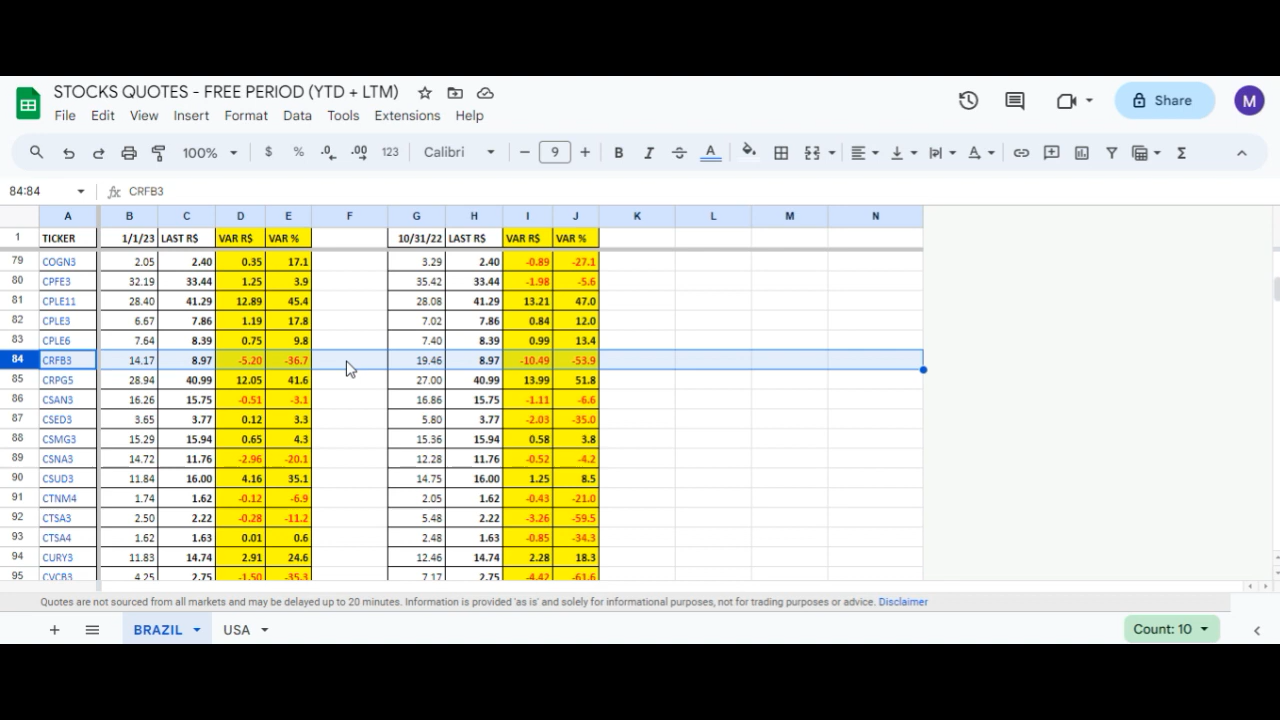 STOCKS QUOTES - FREE PERIOD (YTD + LTM)
File Edit View Insert Format Data Tools Extensions Help
Share M
100% $ % .0 .00 123 Calibri 9 B I A Σ
84:84 fx CRFB3
A B C D E F G H I J K L M N
1 TICKER 1/1/23 LAST R$ VAR R$ VAR % 10/31/22 LAST R$ VAR R$ VAR %
79 COGN3 2.05 2.40 0.35 17.1 3.29 2.40 -0.89 -27.1
80 CPFE3 32.19 33.44 1.25 3.9 35.42 33.44 -1.98 -5.6
81 CPLE11 28.40 41.29 12.89 45.4 28.08 41.29 13.21 47.0
82 CPLE3 6.67 7.86 1.19 17.8 7.02 7.86 0.84 12.0
83 CPLE6 7.64 8.39 0.75 9.8 7.40 8.39 0.99 13.4
84 CRFB3 14.17 8.97 -5.20 -36.7 19.46 8.97 -10.49 -53.9
85 CRPG5 28.94 40.99 12.05 41.6 27.00 40.99 13.99 51.8
86 CSAN3 16.26 15.75 -0.51 -3.1 16.86 15.75 -1.11 -6.6
87 CSED3 3.65 3.77 0.12 3.3 5.80 3.77 -2.03 -35.0
88 CSMG3 15.29 15.94 0.65 4.3 15.36 15.94 0.58 3.8
89 CSNA3 14.72 11.76 -2.96 -20.1 12.28 11.76 -0.52 -4.2
90 CSUD3 11.84 16.00 4.16 35.1 14.75 16.00 1.25 8.5
91 CTNM4 1.74 1.62 -0.12 -6.9 2.05 1.62 -0.43 -21.0
92 CTSA3 2.50 2.22 -0.28 -11.2 5.48 2.22 -3.26 -59.5
93 CTSA4 1.62 1.63 0.01 0.6 2.48 1.63 -0.85 -34.3
94 CURY3 11.83 14.74 2.91 24.6 12.46 14.74 2.28 18.3
95 CVCB3 4.25 2.75 -1.50 -35.3 7.17 2.75 -4.42 -61.6
Quotes are not sourced from all markets and may be delayed up to 20 minutes. Information is provided 'as is' and solely for informational purposes, not for trading purposes or advice. Disclaimer
BRAZIL USA Count: 10